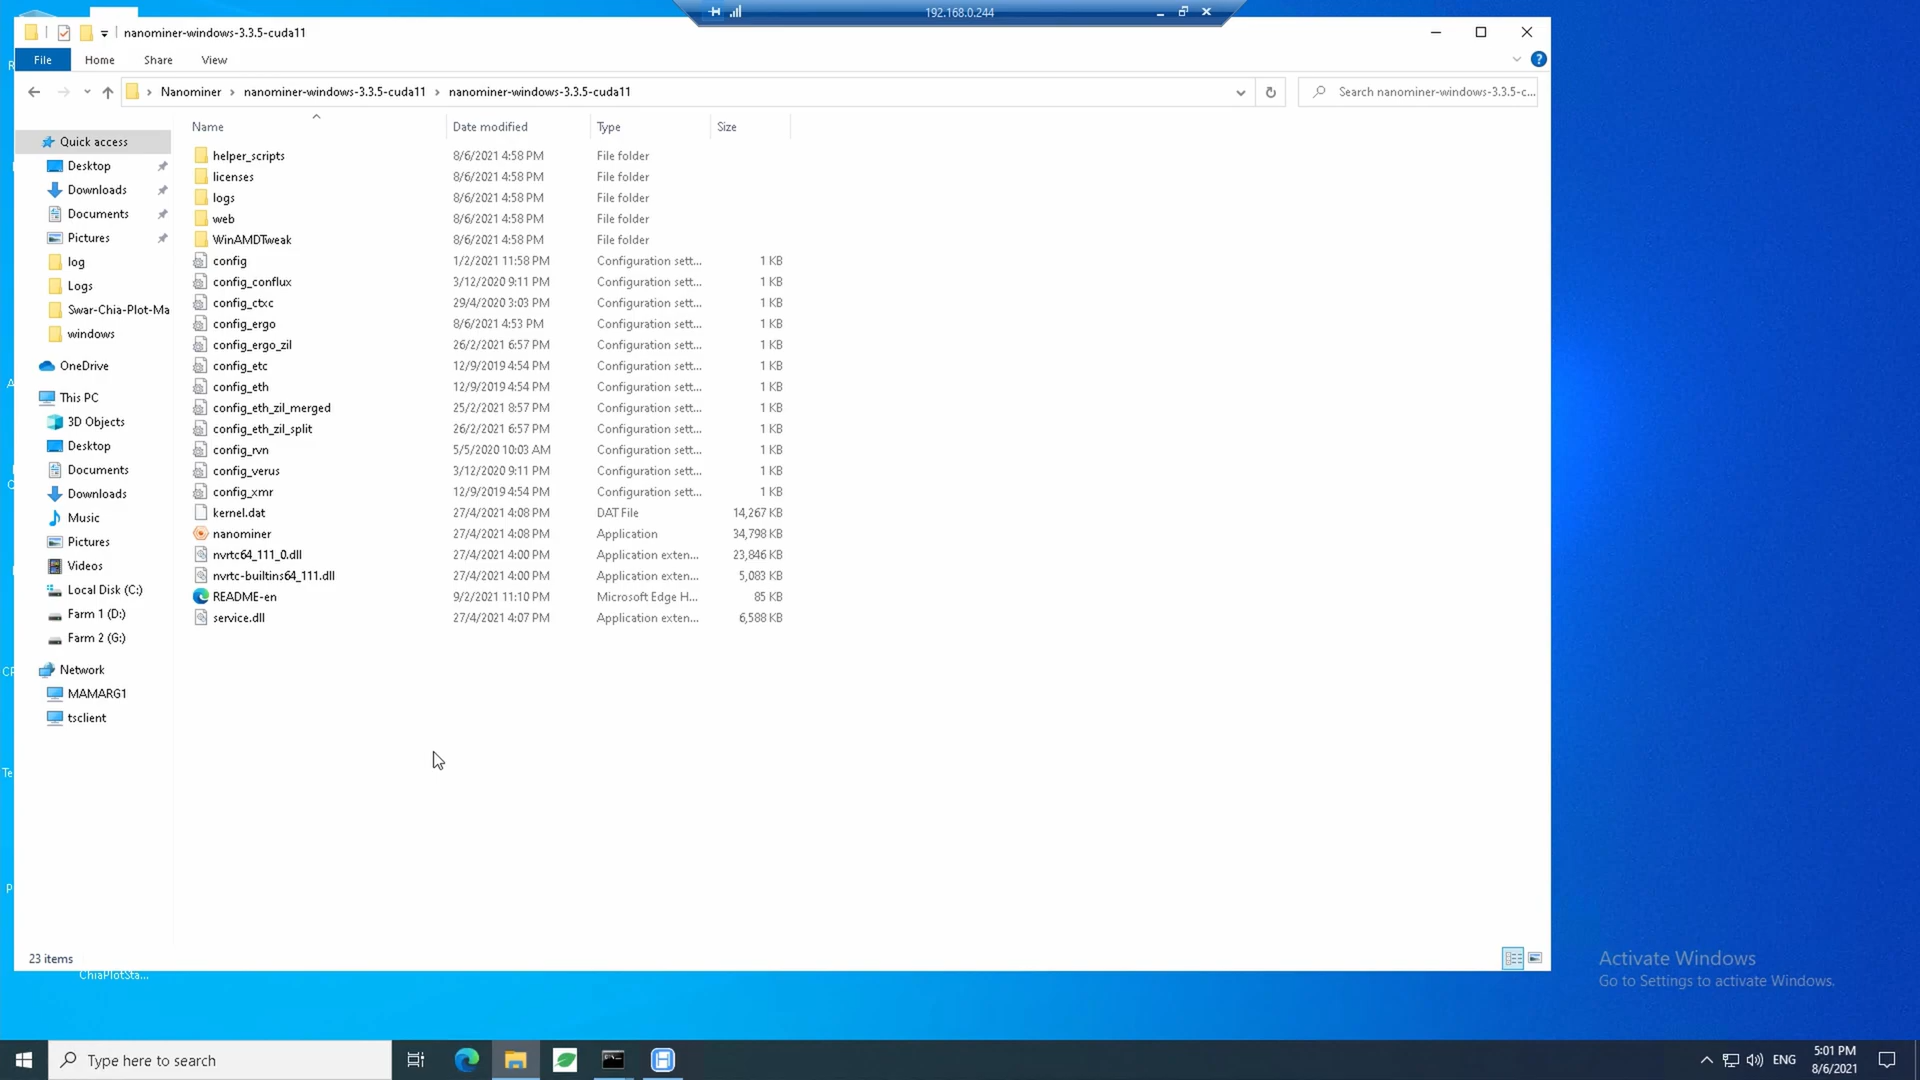 192.168.0.244
nanominer-windows-3.3.5-cuda11
File Home Share View
Nanominer nanominer-windows-3.3.5-cuda11 nanominer-windows-3.3.5-cuda11
Search nanominer-windows-3.3.5-c...
Name Date modified Type Size
Quick access
Desktop
Downloads
Documents
Pictures
log
Logs
Swar-Chia-Plot-Ma
windows
OneDrive
This PC
3D Objects
Desktop
Documents
Downloads
Music
Pictures
Videos
Local Disk (C:)
Farm 1 (D:)
Farm 2 (G:)
Network
MAMARG1
tsclient
helper_scripts 8/6/2021 4:58 PM File folder
licenses 8/6/2021 4:58 PM File folder
logs 8/6/2021 4:58 PM File folder
web 8/6/2021 4:58 PM File folder
WinAMDTweak 8/6/2021 4:58 PM File folder
config 1/2/2021 11:58 PM Configuration sett... 1 KB
config_conflux 3/12/2020 9:11 PM Configuration sett... 1 KB
config_ctxc 29/4/2020 3:03 PM Configuration sett... 1 KB
config_ergo 8/6/2021 4:53 PM Configuration sett... 1 KB
config_ergo_zil 26/2/2021 6:57 PM Configuration sett... 1 KB
config_etc 12/9/2019 4:54 PM Configuration sett... 1 KB
config_eth 12/9/2019 4:54 PM Configuration sett... 1 KB
config_eth_zil_merged 25/2/2021 8:57 PM Configuration sett... 1 KB
config_eth_zil_split 26/2/2021 6:57 PM Configuration sett... 1 KB
config_rvn 5/5/2020 10:03 AM Configuration sett... 1 KB
config_verus 3/12/2020 9:11 PM Configuration sett... 1 KB
config_xmr 12/9/2019 4:54 PM Configuration sett... 1 KB
kernel.dat 27/4/2021 4:08 PM DAT File 14,267 KB
nanominer 27/4/2021 4:08 PM Application 34,798 KB
nvrtc64_111_0.dll 27/4/2021 4:00 PM Application exten... 23,846 KB
nvrtc-builtins64_111.dll 27/4/2021 4:00 PM Application exten... 5,083 KB
README-en 9/2/2021 11:10 PM Microsoft Edge H... 85 KB
service.dll 27/4/2021 4:07 PM Application exten... 6,588 KB
23 items
ChiaPlotSta...
Activate Windows
Go to Settings to activate Windows.
Type here to search
ENG
5:01 PM
8/6/2021